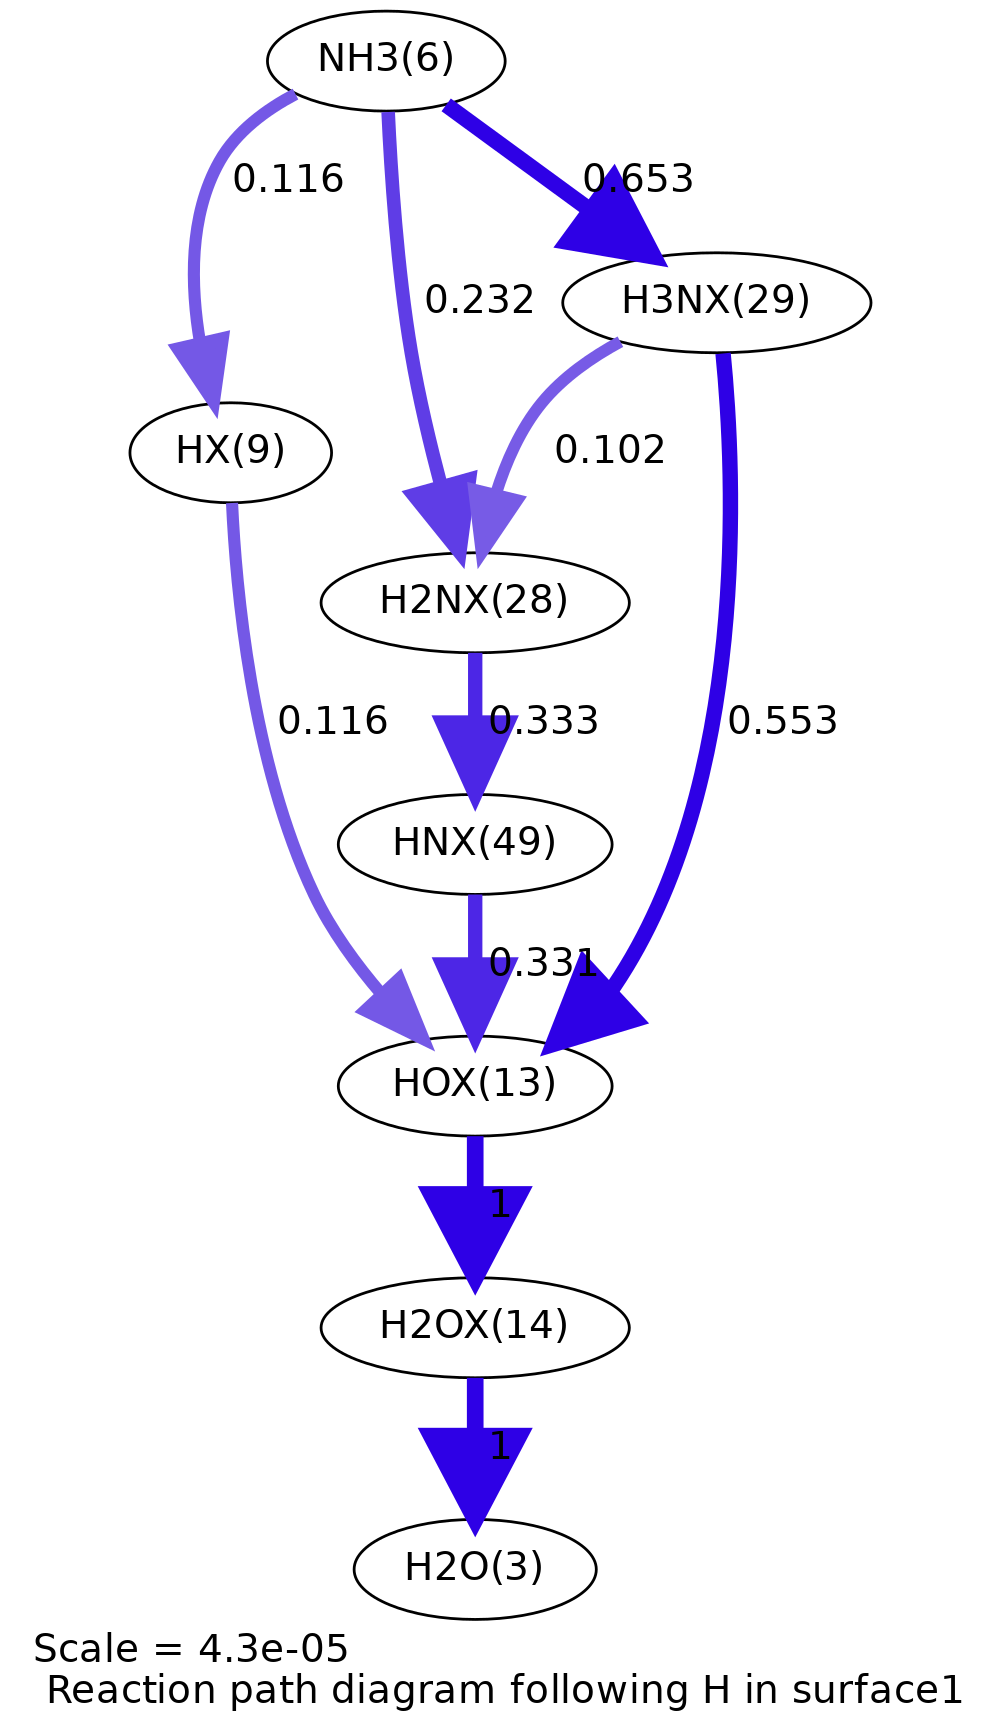 NH3(6)
0.116
0.653
0.232
H3NX(29)
HX(9)
0.102
H2NX(28)
0.116
0.333
0.553
HNX(49)
0.331
HOX(13)
1
H2OX(14)
1
H2O(3)
Scale = 4.3e-05
Reaction path diagram following H in surface1